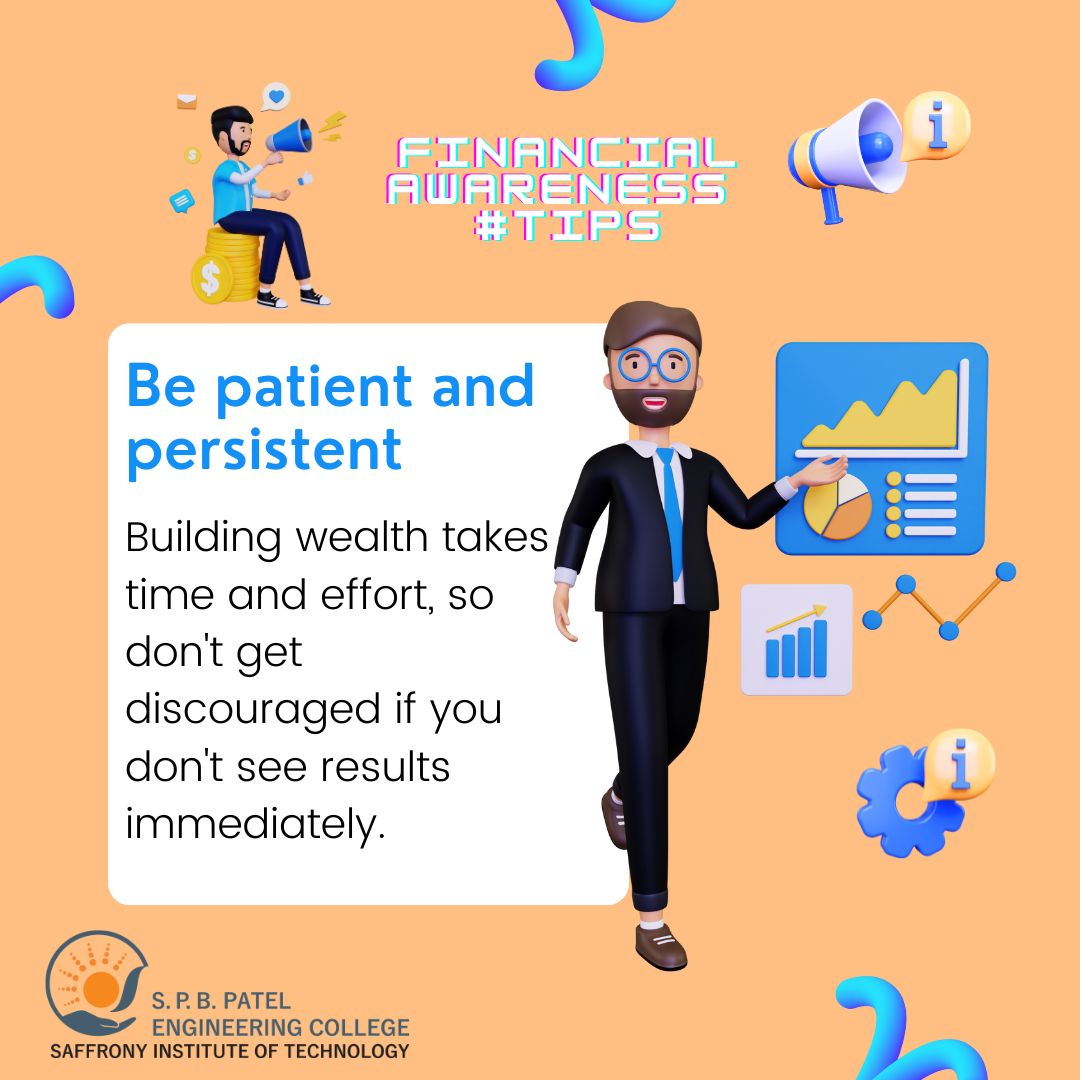 FINANCIAL
AWARENESS
#TIPS
i
Be patient and
persistent
Building wealth takes
time and effort, so
don't get
discouraged if you
don't see results
immediately.
$
$
i
S. P. B. PATEL
ENGINEERING COLLEGE
SAFFRONY INSTITUTE OF TECHNOLOGY